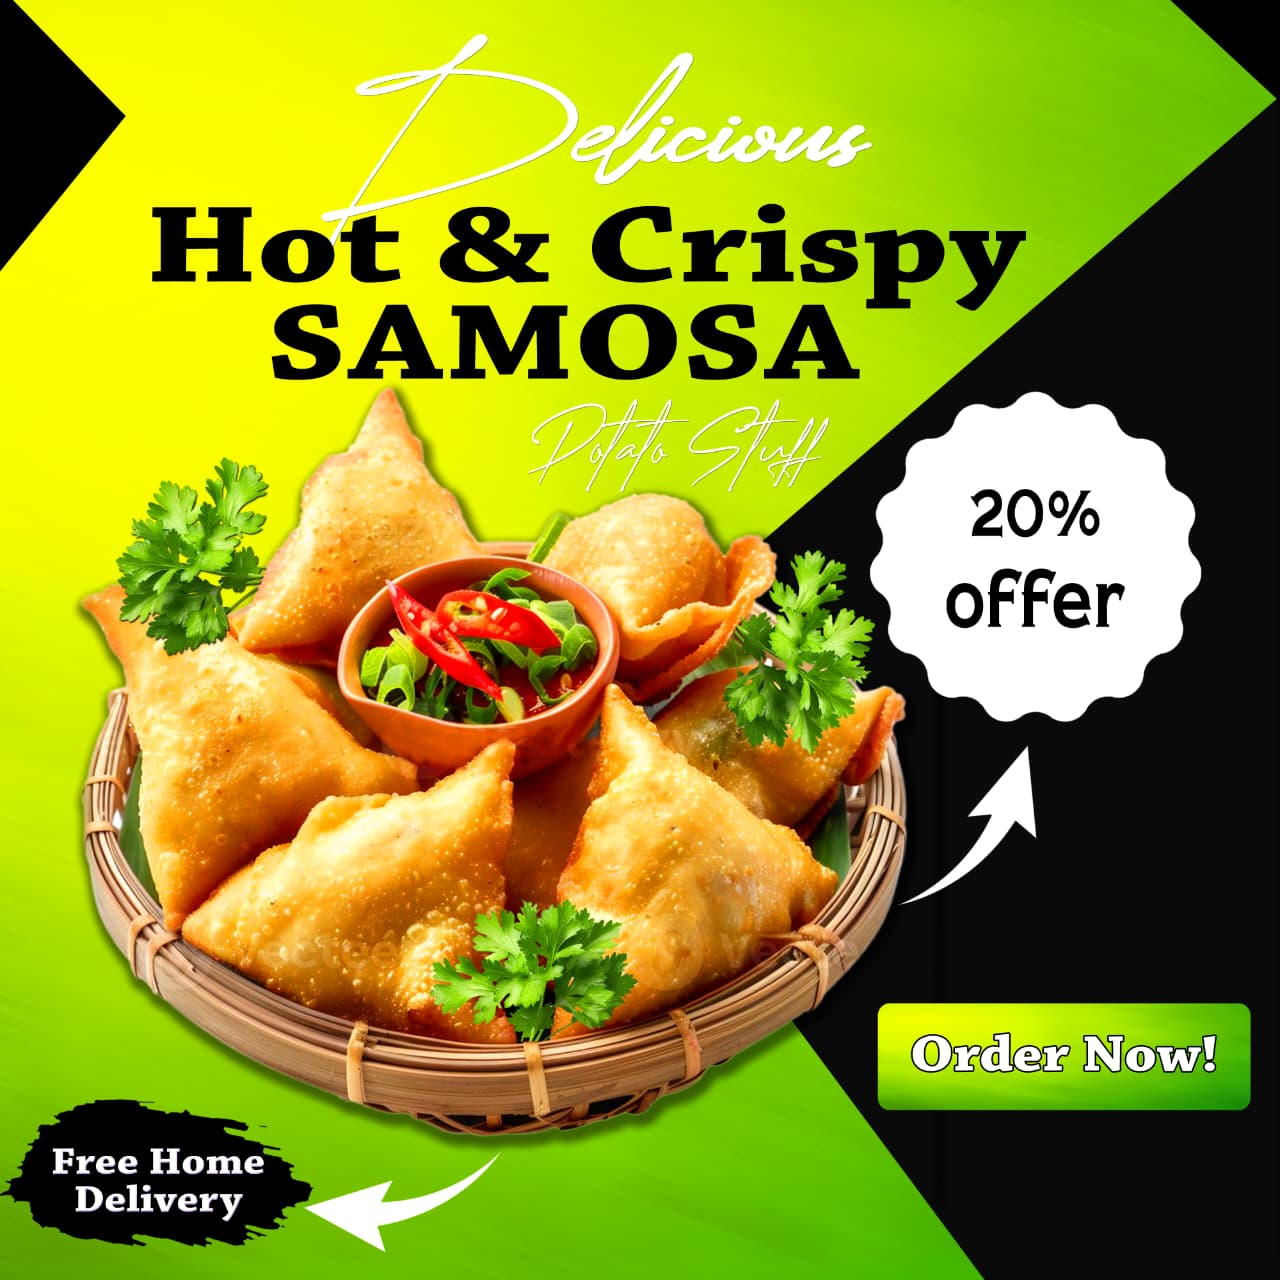 Delicious
Hot & Crispy
SAMOSA
Potato Stuff
20%
offer
Order Now!
Free Home
Delivery